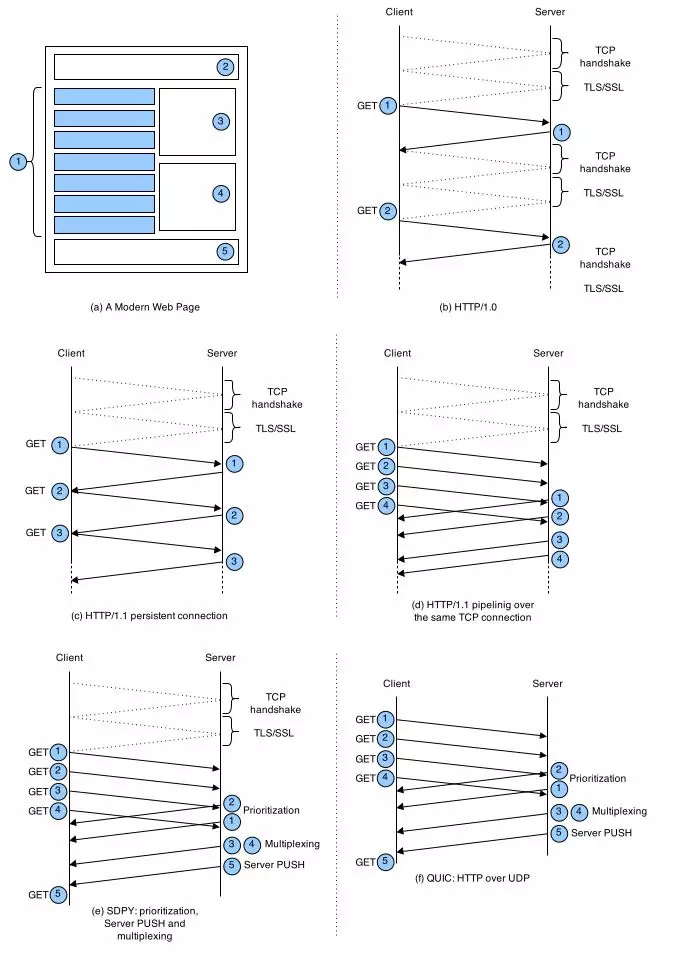 2
3
1
4
5
(a) A Modern Web Page
Client Server
TCP
handshake
TLS/SSL
GET 1
1
TCP
handshake
TLS/SSL
GET 2
2
TCP
handshake
TLS/SSL
(b) HTTP/1.0
Client Server
TCP
handshake
TLS/SSL
GET 1
1
GET 2
2
GET 3
3
(c) HTTP/1.1 persistent connection
Client Server
TCP
handshake
TLS/SSL
GET 1
GET 2
GET 3
1
GET 4
2
3
4
(d) HTTP/1.1 pipelinig over
the same TCP connection
Client Server
TCP
handshake
TLS/SSL
GET 1
GET 2
GET 3
2
GET 4 Prioritization
1
3 4 Multiplexing
5 Server PUSH
GET 5
(e) SDPY: prioritization,
Server PUSH and
multiplexing
Client Server
GET 1
GET 2
GET 3
2
GET 4 Prioritization
1
3 4 Multiplexing
5 Server PUSH
GET 5
(f) QUIC: HTTP over UDP